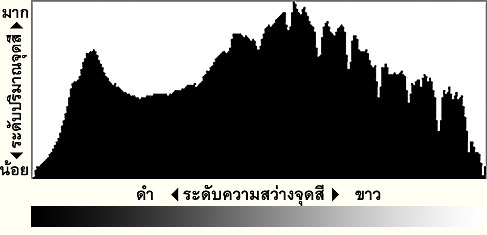 มาก
ระดับปริมาณจุดสี
น้อย
ดำ ระดับความสว่างจุดสี ขาว